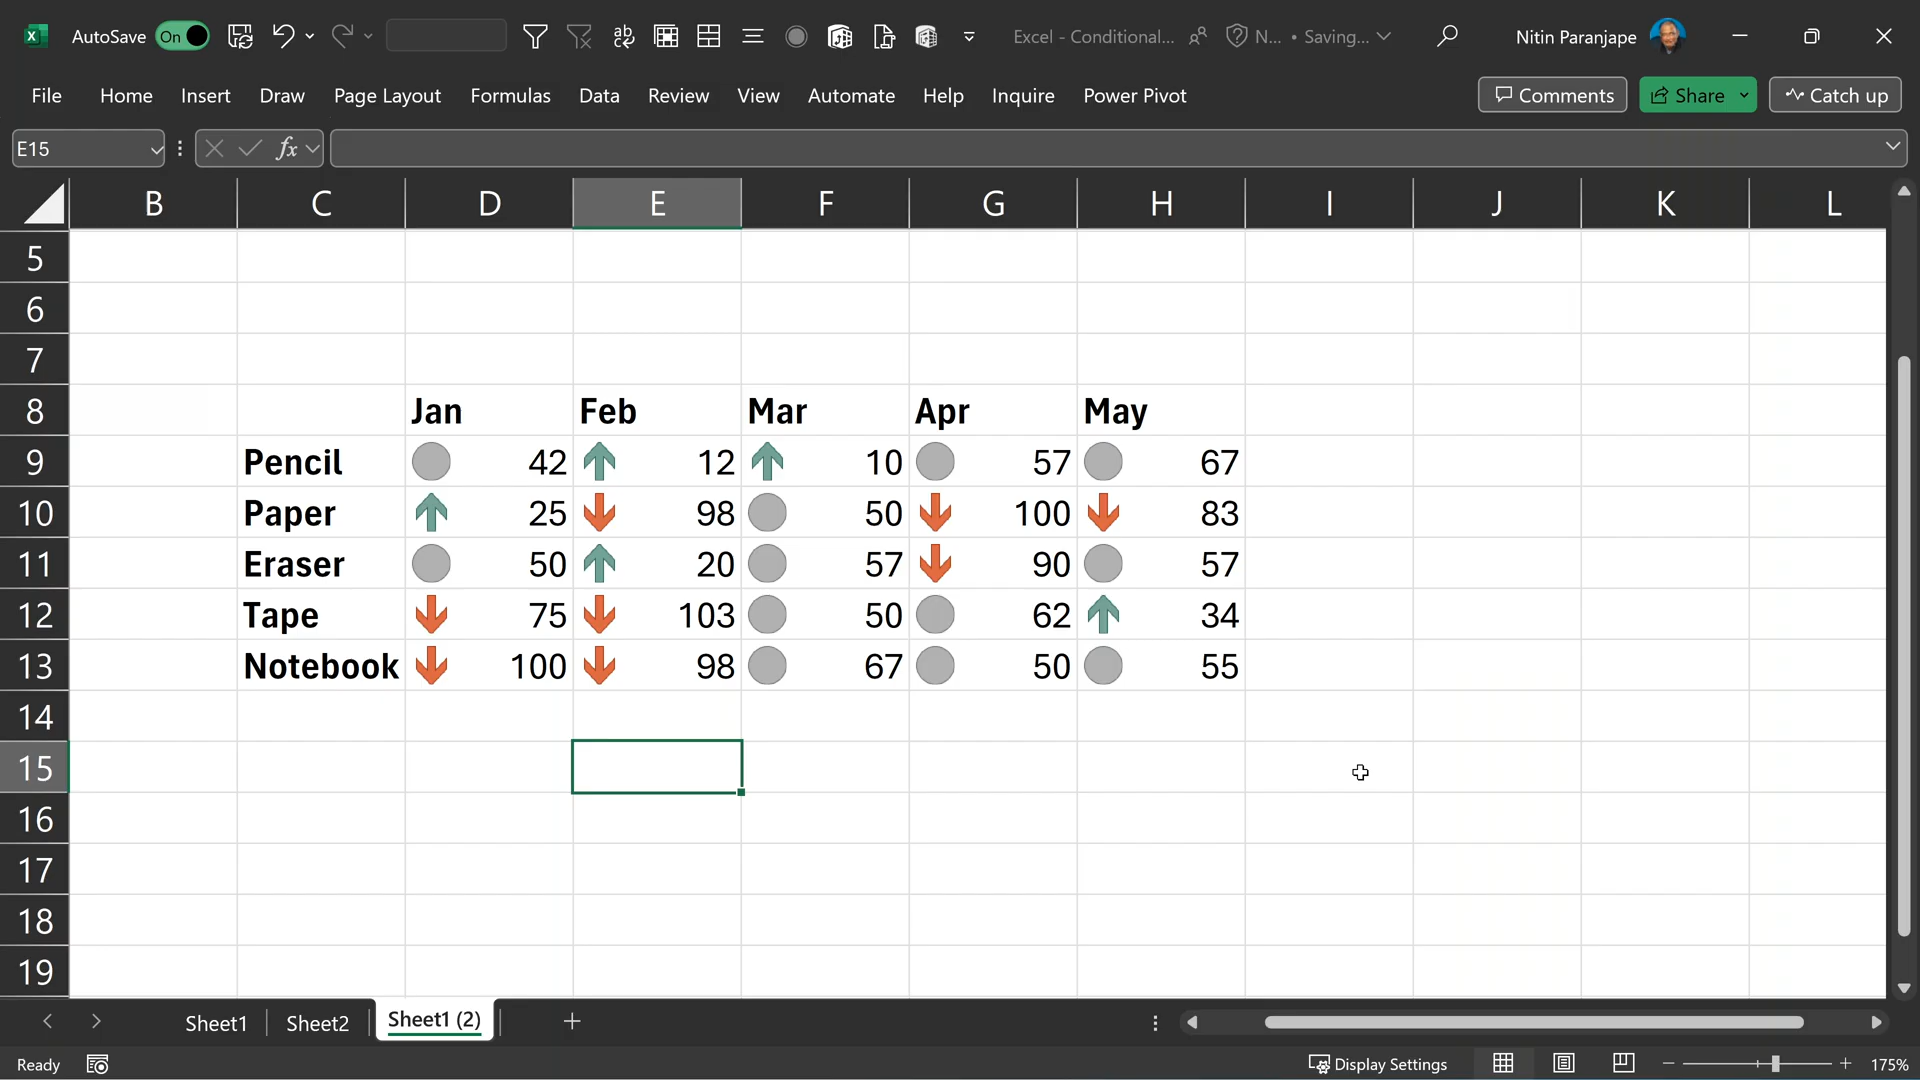 AutoSave On Excel - Conditional... N... • Saving... Nitin Paranjape
File Home Insert Draw Page Layout Formulas Data Review View Automate Help Inquire Power Pivot Comments Share Catch up
E15 fx
B C D E F G H I J K L
5
6
7
8 Jan Feb Mar Apr May
9 Pencil 42 12 10 57 67
10 Paper 25 98 50 100 83
11 Eraser 50 20 57 90 57
12 Tape 75 103 50 62 34
13 Notebook 100 98 67 50 55
14
15
16
17
18
19
Sheet1 Sheet2 Sheet1 (2)
Ready Display Settings 175%